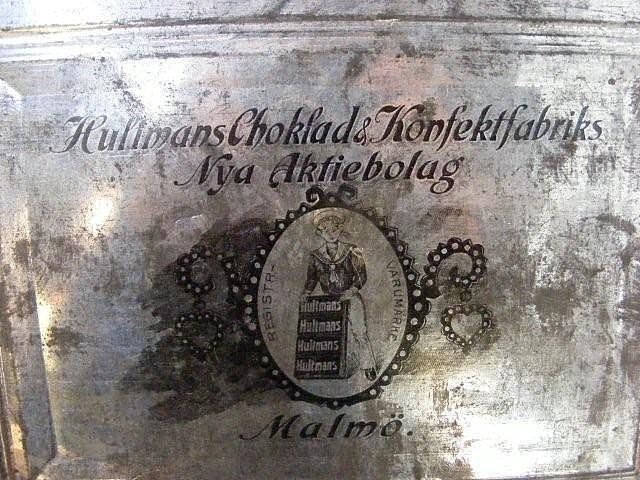 Hultmans Choklad & Konfektfabriks
Nya Aktiebolag
REGISTR.
VARUMÄRKE
Hultmans
Hultmans
Hultmans
Hultmans
Malmö.